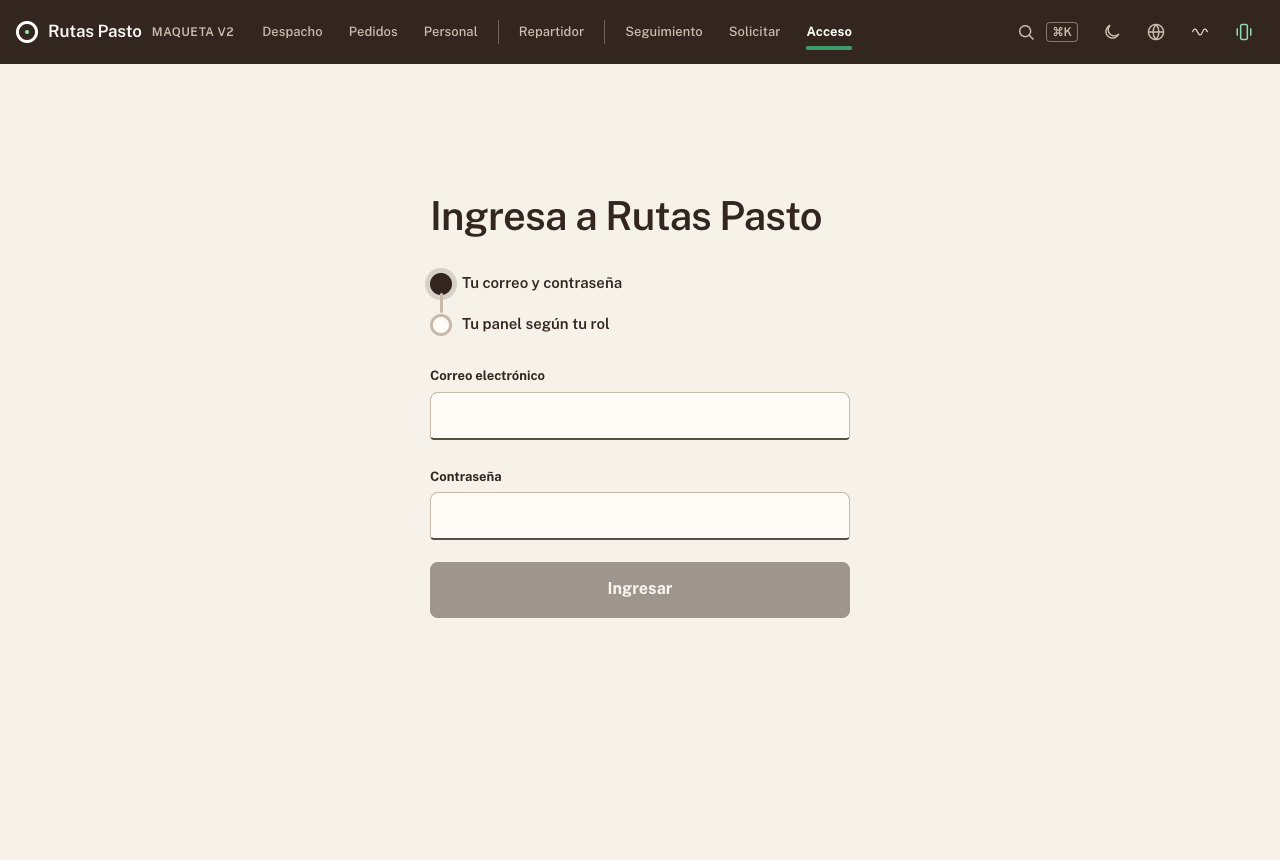 Rutas Pasto MAQUETA V2 Despacho Pedidos Personal Repartidor Seguimiento Solicitar Acceso ⌘K
Ingresa a Rutas Pasto
Tu correo y contraseña
Tu panel según tu rol
Correo electrónico
Contraseña
Ingresar